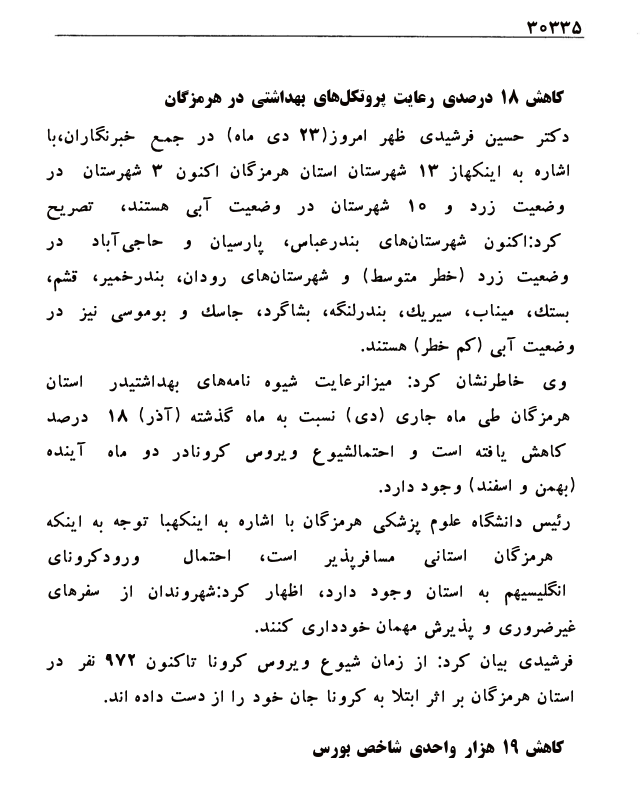 ۳۰۳۳۵
کاهش ۱۸ درصدی رعایت پروتکل‌های بهداشتی در هرمزگان
دکتر حسین فرشیدی ظهر امروز(۲۳ دی ماه) در جمع خبرنگاران،با
اشاره به اینکهاز ۱۳ شهرستان استان هرمزگان اکنون ۳ شهرستان در
وضعیت زرد و ۱۰ شهرستان در وضعیت آبی هستند، تصریح
کرد:اکنون شهرستان‌های بندرعباس، پارسیان و حاجی‌آباد در
وضعیت زرد (خطر متوسط) و شهرستان‌های رودان، بندرخمیر، قشم،
بستك، میناب، سیریك، بندرلنگه، بشاگرد، جاسك و بوموسی نیز در
وضعیت آبی (کم خطر) هستند.
وی خاطرنشان کرد: میزانرعایت شیوه نامه‌های بهداشتیدر استان
هرمزگان طی ماه جاری (دی) نسبت به ماه گذشته (آذر) ۱۸ درصد
کاهش یافته است و احتمالشیوع ویروس کرونادر دو ماه آینده
(بهمن و اسفند) وجود دارد.
رئیس دانشگاه علوم پزشکی هرمزگان با اشاره به اینکهبا توجه به اینکه
هرمزگان استانی مسافرپذیر است، احتمال ورودکرونای
انگلیسیهم به استان وجود دارد، اظهار کرد:شهروندان از سفرهای
غیرضروری و پذیرش مهمان خودداری کنند.
فرشیدی بیان کرد: از زمان شیوع ویروس کرونا تاکنون ۹۷۲ نفر در
استان هرمزگان بر اثر ابتلا به کرونا جان خود را از دست داده اند.
کاهش ۱۹ هزار واحدی شاخص بورس